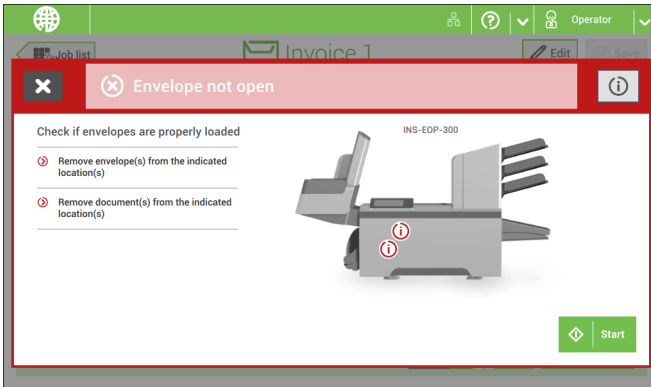 Operator
Job list
Invoice 1
Edit
Save
Envelope not open
Check if envelopes are properly loaded
INS-EOP-300
Remove envelope(s) from the indicated
location(s)
Remove document(s) from the indicated
location(s)
Start